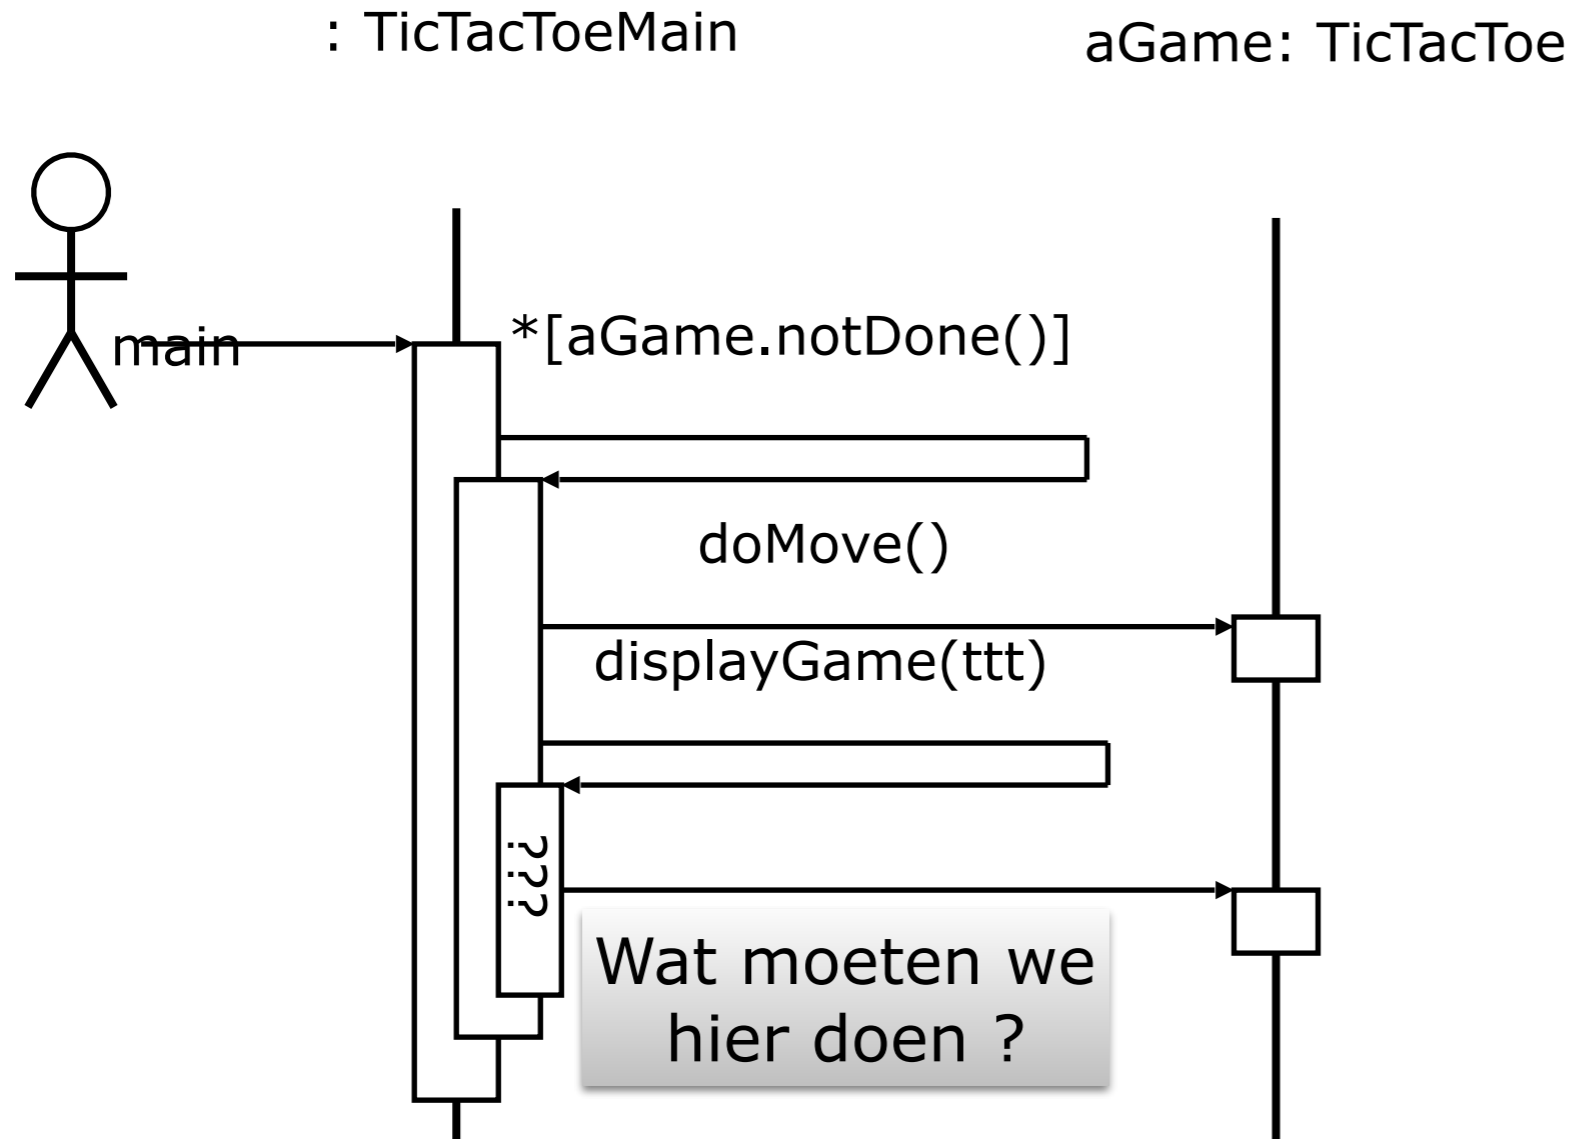 : TicTacToeMain
aGame: TicTacToe
main
*[aGame.notDone()]
doMove()
displayGame(ttt)
???
Wat moeten we
hier doen ?